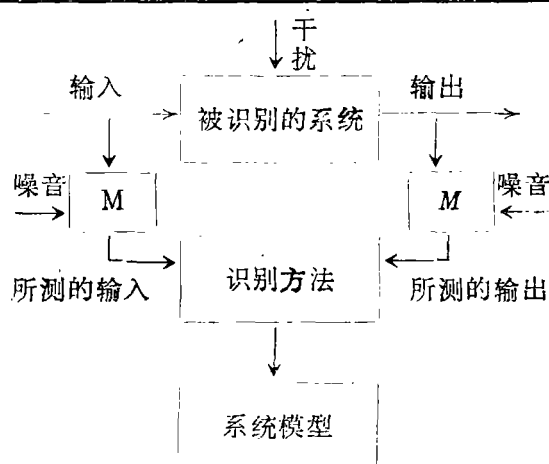 干
扰
输入
输出
被识别的系统
噪音
M
M
噪音
所测的输入
识别方法
所测的输出
系统模型